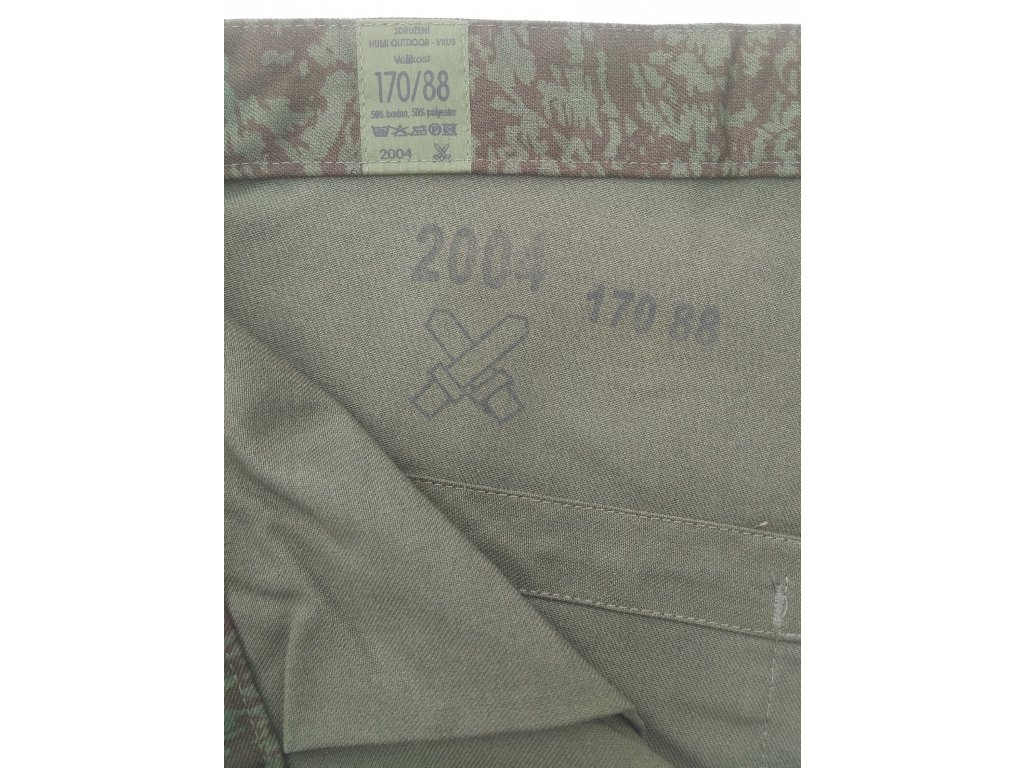 SDRUŽENÍ
HUMI OUTDOOR - VKUS
Velikost
170/88
50% bavlna, 50% polyester
2004
2004
170 88